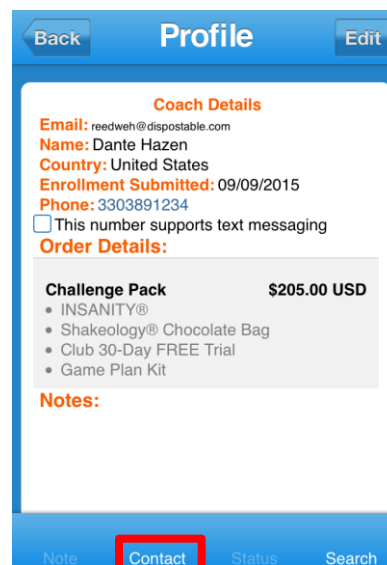 Back Profile Edit
Coach Details
Email: reedweh@dispostable.com
Name: Dante Hazen
Country: United States
Enrollment Submitted: 09/09/2015
Phone: 3303891234
This number supports text messaging
Order Details:
Challenge Pack $205.00 USD
• INSANITY®
• Shakeology® Chocolate Bag
• Club 30-Day FREE Trial
• Game Plan Kit
Notes:
Note Contact Status Search